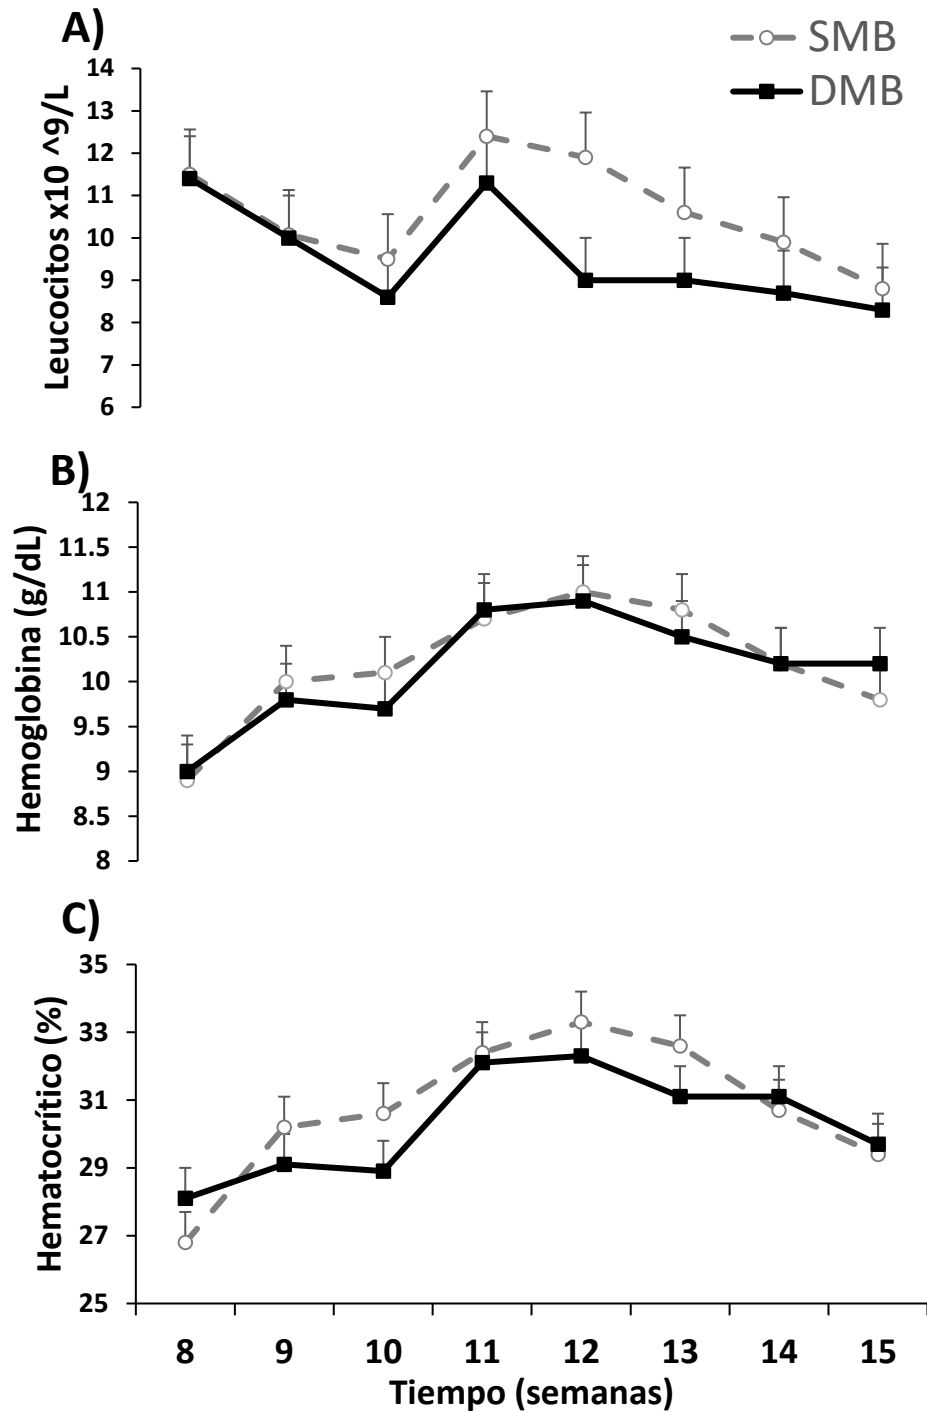 A)
SMB
DMB
Leucocitos x10 ^9/L
14
13
12
11
10
9
8
7
6
B)
Hemoglobina (g/dL)
12
11.5
11
10.5
10
9.5
9
8.5
8
C)
Hematocrítico (%)
35
33
31
29
27
25
8 9 10 11 12 13 14 15
Tiempo (semanas)